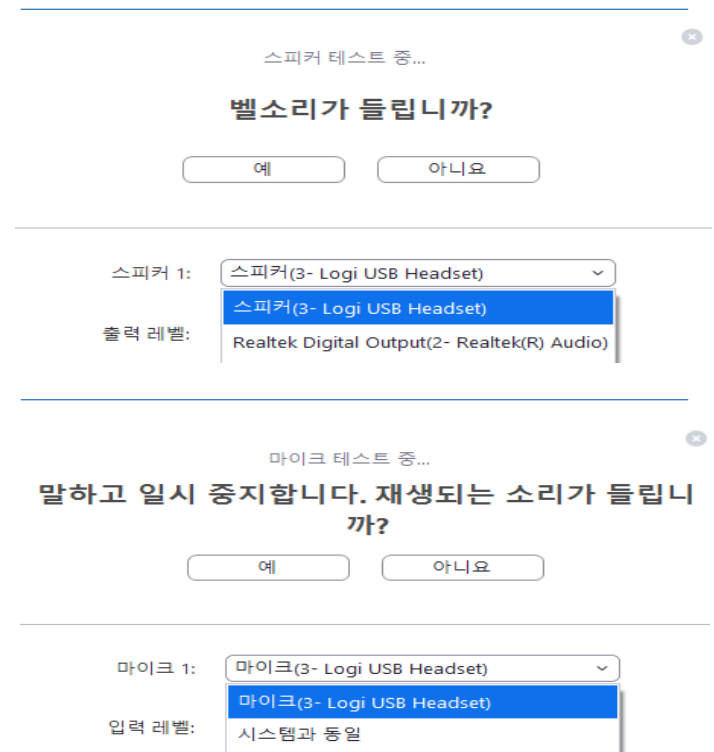 스피커 테스트 중...
벨소리가 들립니까?
예 아니요
스피커 1: 스피커(3- Logi USB Headset)
스피커(3- Logi USB Headset)
출력 레벨:
Realtek Digital Output(2- Realtek(R) Audio)
마이크 테스트 중...
말하고 일시 중지합니다. 재생되는 소리가 들립니
까?
예 아니요
마이크 1: 마이크(3- Logi USB Headset)
마이크(3- Logi USB Headset)
입력 레벨:
시스템과 동일